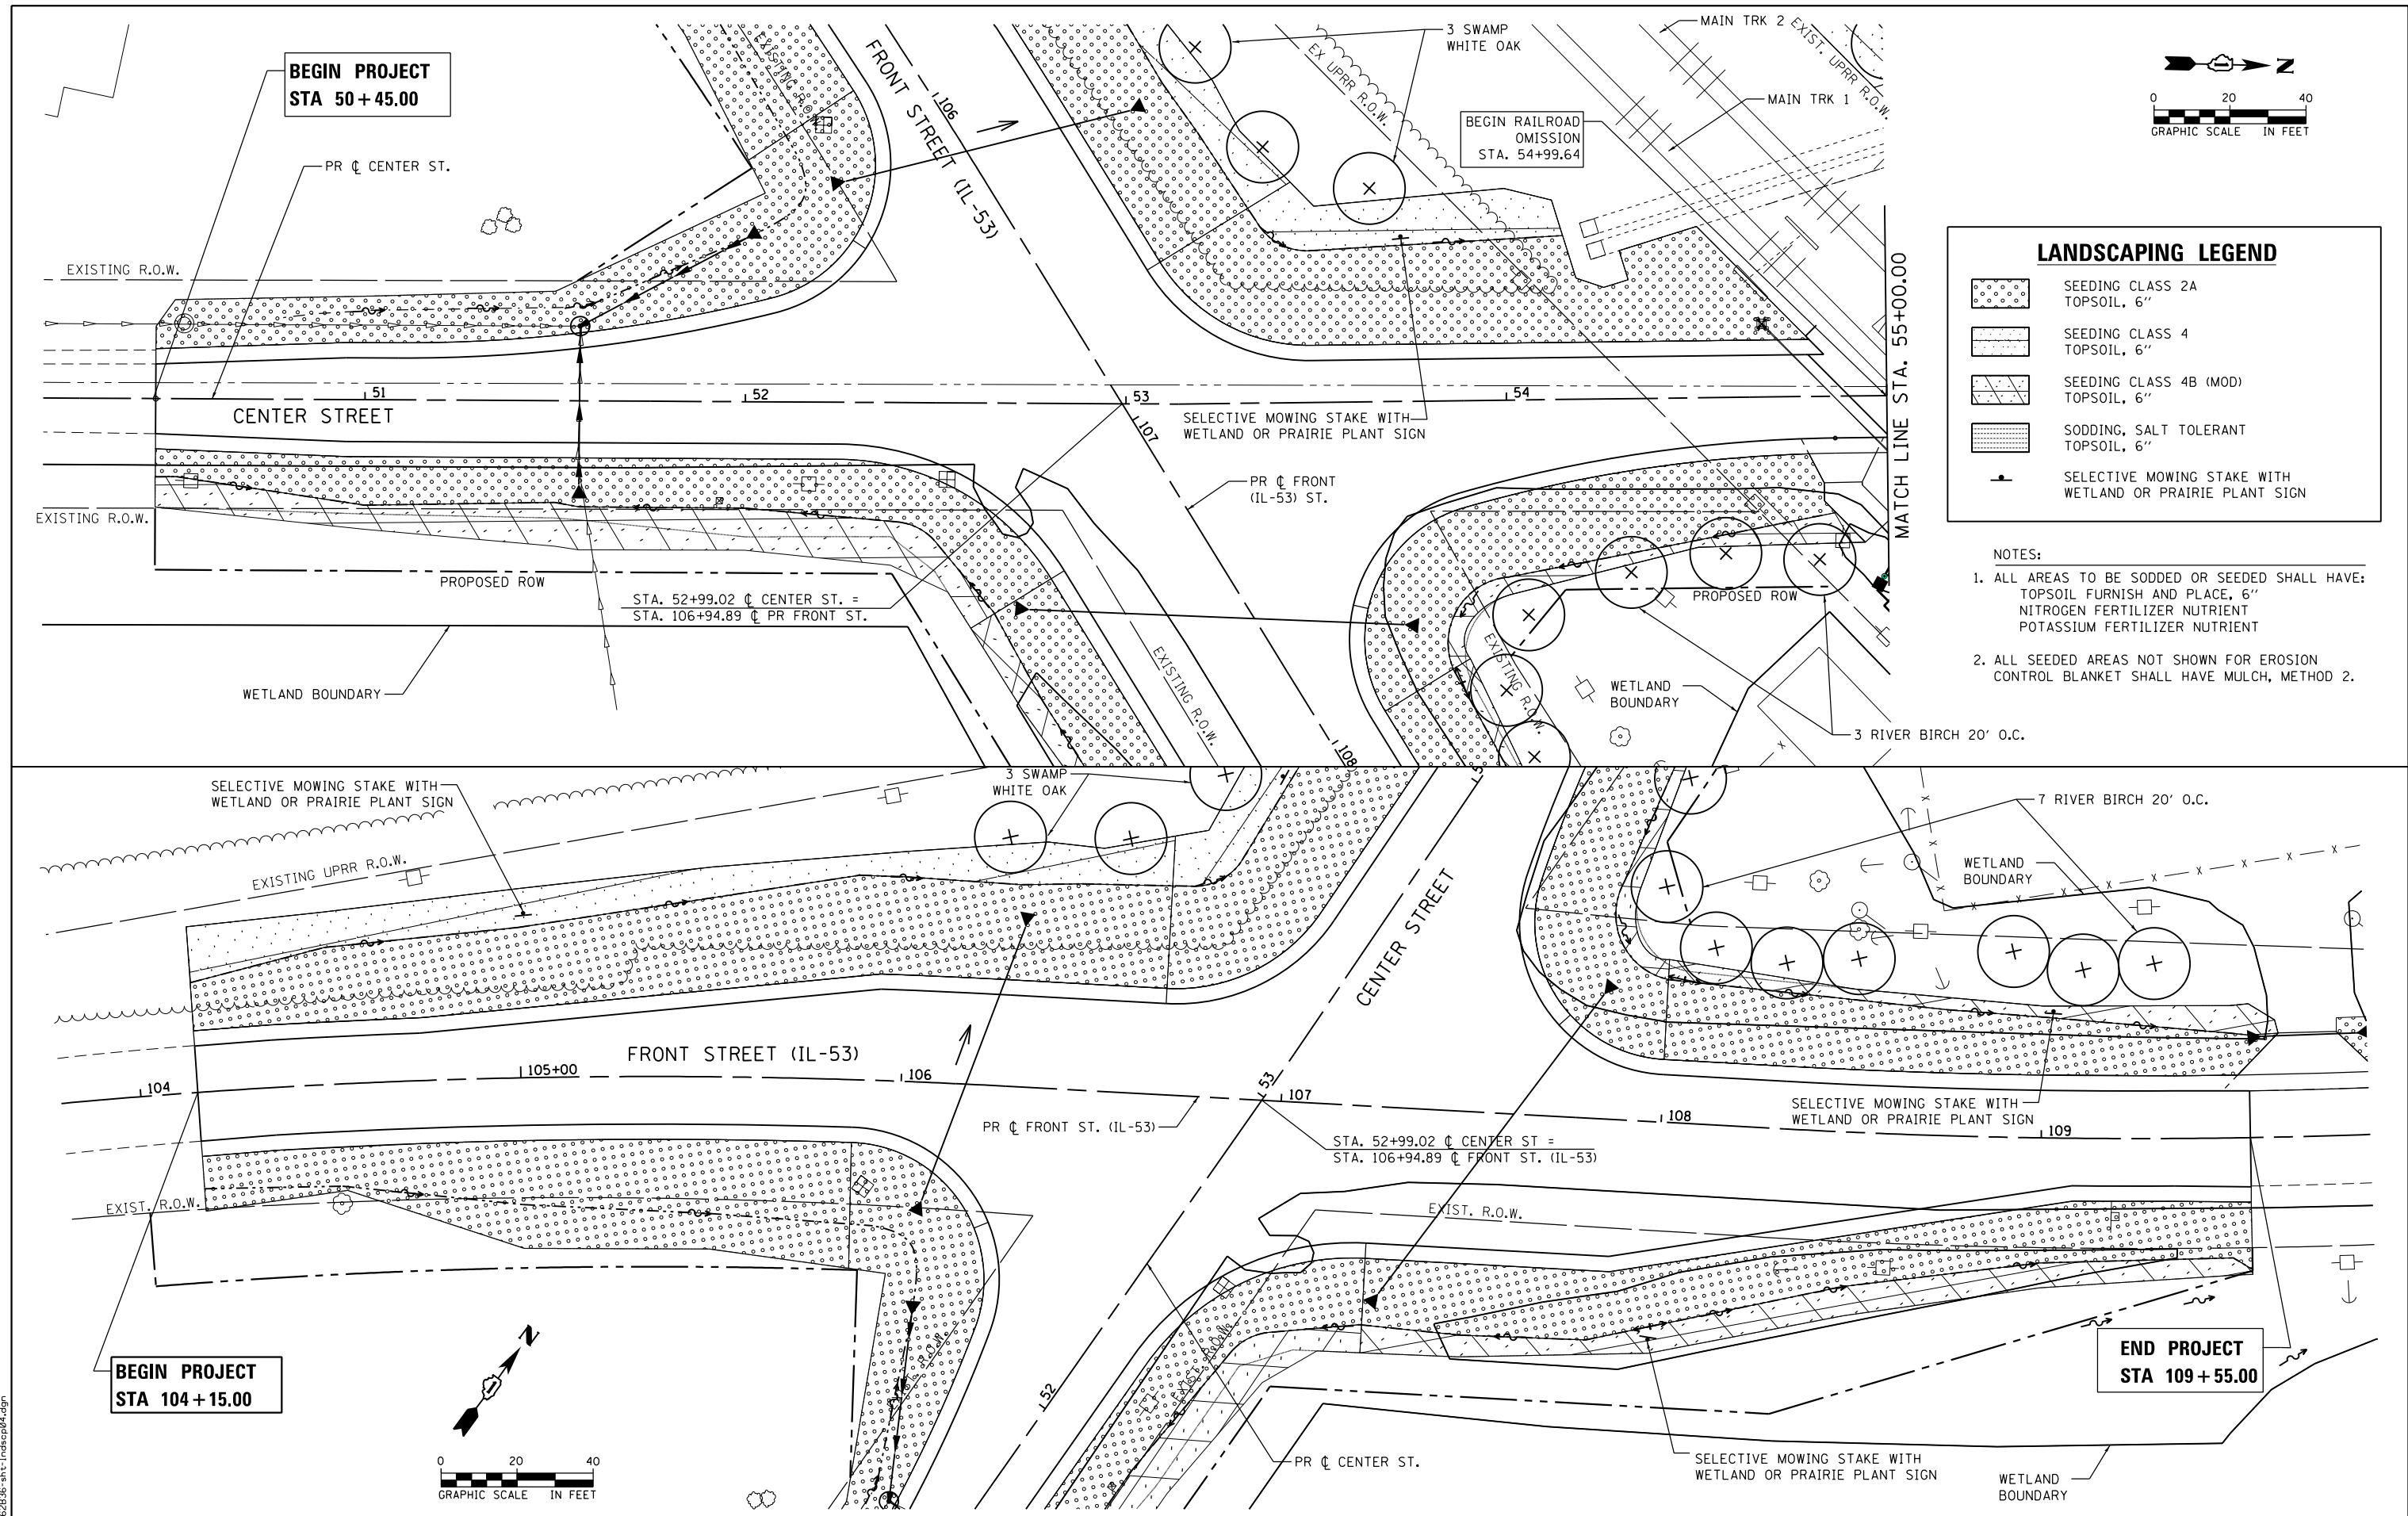 BEGIN PROJECT
STA 50+45.00
PR ℄ CENTER ST.
EXISTING R.O.W.
EXISTING R.O.W.
FRONT STREET (IL-53)
106
3 SWAMP
WHITE OAK
EX UPRR R.O.W.
MAIN TRK 2
EXIST. UPRR R.O.W.
MAIN TRK 1
BEGIN RAILROAD
OMISSION
STA. 54+99.64
N
0 20 40
GRAPHIC SCALE IN FEET
51
52
53
54
CENTER STREET
107
SELECTIVE MOWING STAKE WITH
WETLAND OR PRAIRIE PLANT SIGN
PR ℄ FRONT
(IL-53) ST.
EXISTING R.O.W.
PROPOSED ROW
STA. 52+99.02 ℄ CENTER ST. =
STA. 106+94.89 ℄ PR FRONT ST.
WETLAND BOUNDARY
EXISTING R.O.W.
108
EXISTING R.O.W.
PROPOSED ROW
WETLAND
BOUNDARY
3 RIVER BIRCH 20' O.C.
MATCH LINE STA. 55+00.00
LANDSCAPING LEGEND
SEEDING CLASS 2A
TOPSOIL, 6"
SEEDING CLASS 4
TOPSOIL, 6"
SEEDING CLASS 4B (MOD)
TOPSOIL, 6"
SODDING, SALT TOLERANT
TOPSOIL, 6"
SELECTIVE MOWING STAKE WITH
WETLAND OR PRAIRIE PLANT SIGN
NOTES:
1. ALL AREAS TO BE SODDED OR SEEDED SHALL HAVE:
TOPSOIL FURNISH AND PLACE, 6"
NITROGEN FERTILIZER NUTRIENT
POTASSIUM FERTILIZER NUTRIENT
2. ALL SEEDED AREAS NOT SHOWN FOR EROSION
CONTROL BLANKET SHALL HAVE MULCH, METHOD 2.
SELECTIVE MOWING STAKE WITH
WETLAND OR PRAIRIE PLANT SIGN
3 SWAMP
WHITE OAK
EXISTING UPRR R.O.W.
7 RIVER BIRCH 20' O.C.
WETLAND
BOUNDARY
CENTER STREET
FRONT STREET (IL-53)
104
105+00
106
53
107
108
109
PR ℄ FRONT ST. (IL-53)
SELECTIVE MOWING STAKE WITH
WETLAND OR PRAIRIE PLANT SIGN
STA. 52+99.02 ℄ CENTER ST =
STA. 106+94.89 ℄ FRONT ST. (IL-53)
EXIST. R.O.W.
EXIST. R.O.W.
EXIST. R.O.W.
52
BEGIN PROJECT
STA 104+15.00
N
0 20 40
GRAPHIC SCALE IN FEET
PR ℄ CENTER ST.
SELECTIVE MOWING STAKE WITH
WETLAND OR PRAIRIE PLANT SIGN
END PROJECT
STA 109+55.00
WETLAND
BOUNDARY